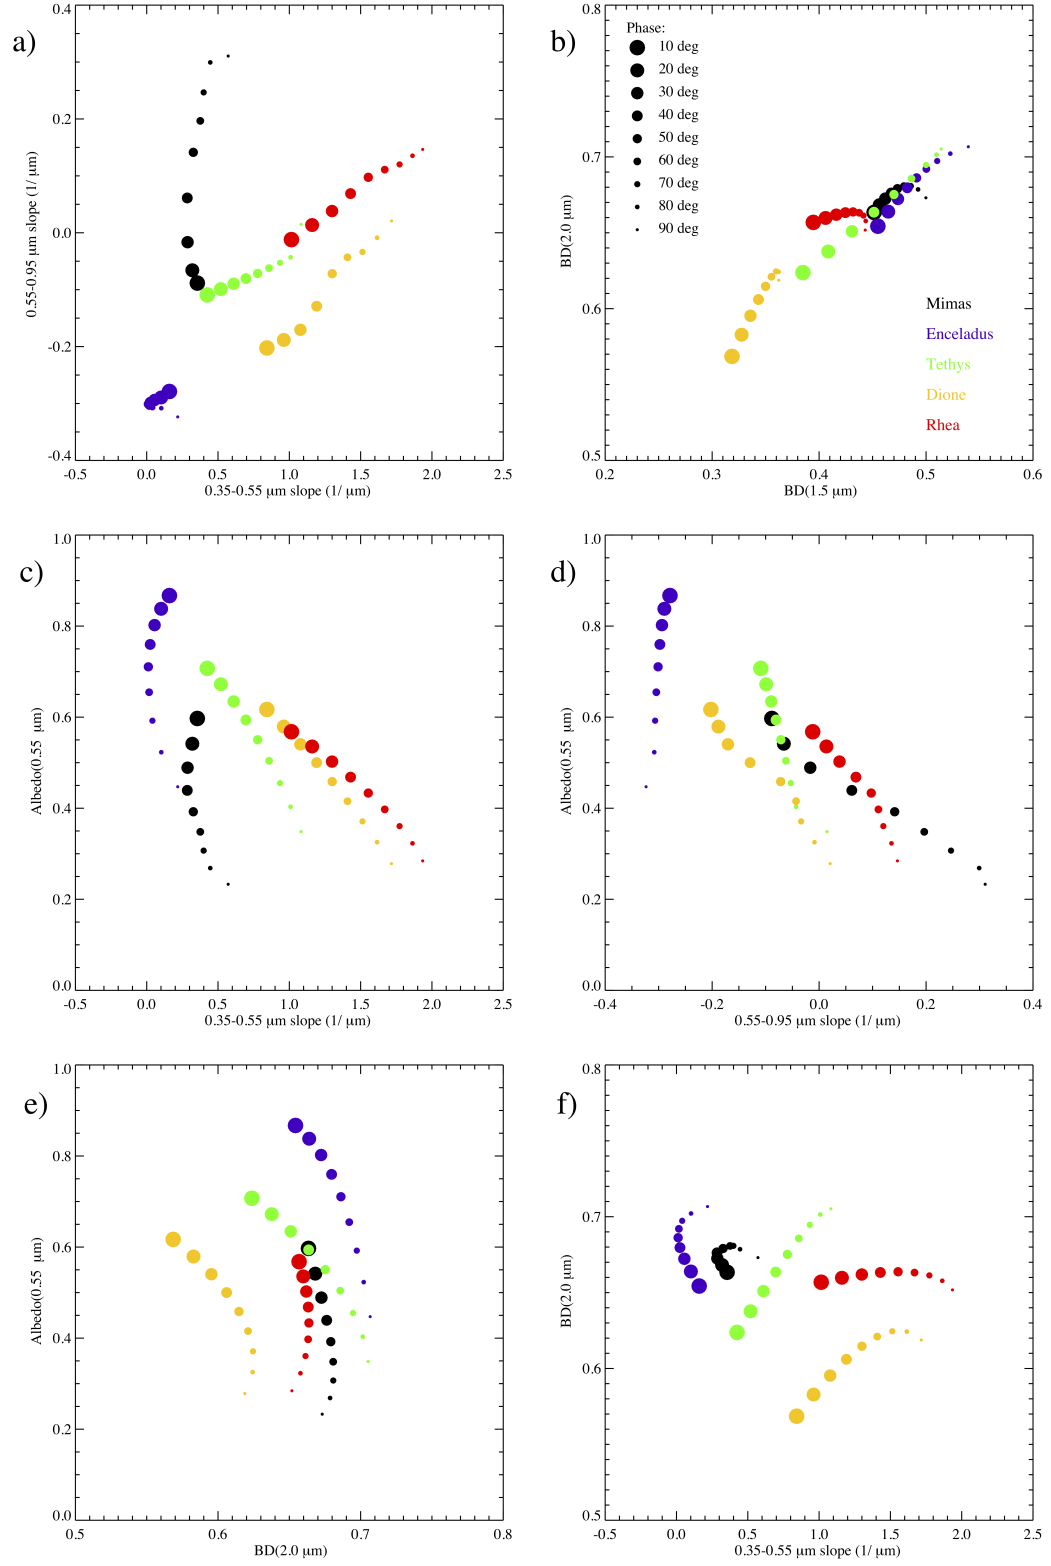 a)
0.4
0.2
0.0
-0.2
-0.4
0.55-0.95 μm slope (1/ μm)
-0.5 0.0 0.5 1.0 1.5 2.0 2.5
0.35-0.55 μm slope (1/ μm)
b)
0.8
0.7
0.6
0.5
BD(2.0 μm)
Phase:
10 deg
20 deg
30 deg
40 deg
50 deg
60 deg
70 deg
80 deg
90 deg
Mimas
Enceladus
Tethys
Dione
Rhea
0.2 0.3 0.4 0.5 0.6
BD(1.5 μm)
c)
1.0
0.8
0.6
0.4
0.2
0.0
Albedo(0.55 μm)
-0.5 0.0 0.5 1.0 1.5 2.0 2.5
0.35-0.55 μm slope (1/ μm)
d)
1.0
0.8
0.6
0.4
0.2
0.0
Albedo(0.55 μm)
-0.4 -0.2 0.0 0.2 0.4
0.55-0.95 μm slope (1/ μm)
e)
1.0
0.8
0.6
0.4
0.2
0.0
Albedo(0.55 μm)
0.5 0.6 0.7 0.8
BD(2.0 μm)
f)
0.8
0.7
0.6
0.5
BD(2.0 μm)
-0.5 0.0 0.5 1.0 1.5 2.0 2.5
0.35-0.55 μm slope (1/ μm)